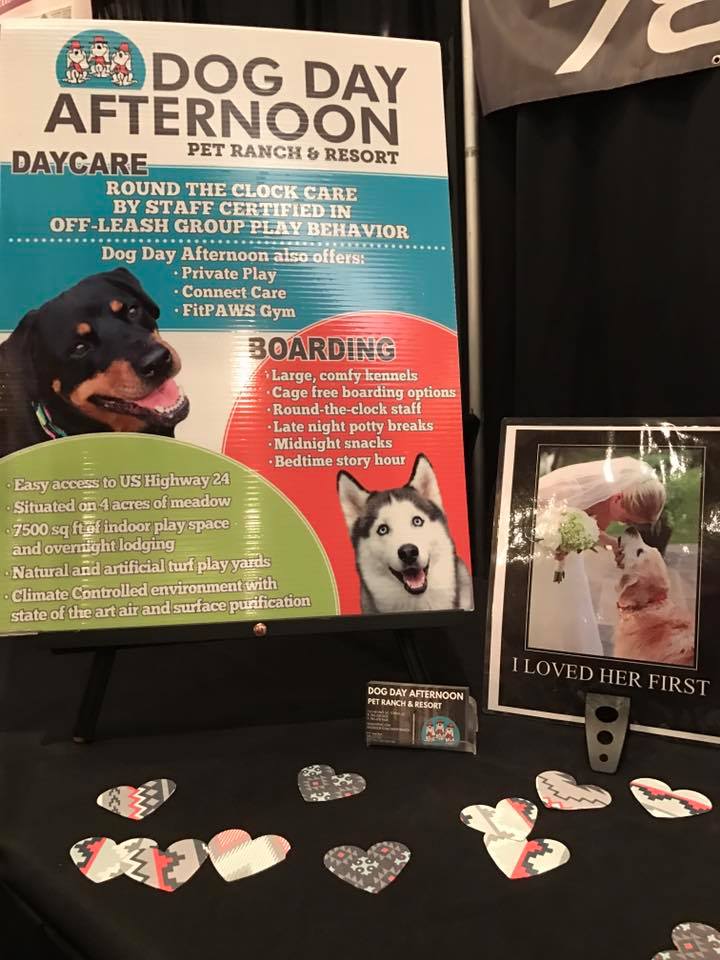 DOG DAY
AFTERNOON
PET RANCH & RESORT
DAYCARE
ROUND THE CLOCK CARE
BY STAFF CERTIFIED IN
OFF-LEASH GROUP PLAY BEHAVIOR
Dog Day Afternoon also offers:
· Private Play
· Connect Care
· FitPAWS Gym
BOARDING
· Large, comfy kennels
· Cage free boarding options
· Round-the-clock staff
· Late night potty breaks
· Midnight snacks
· Bedtime story hour
· Easy access to US Highway 24
· Situated on 4 acres of meadow
· 7500 sq ft of indoor play space
and overnight lodging
· Natural and artificial turf play yards
· Climate Controlled environment with
state of the art air and surface purification
78
I LOVED HER FIRST
DOG DAY AFTERNOON
PET RANCH & RESORT